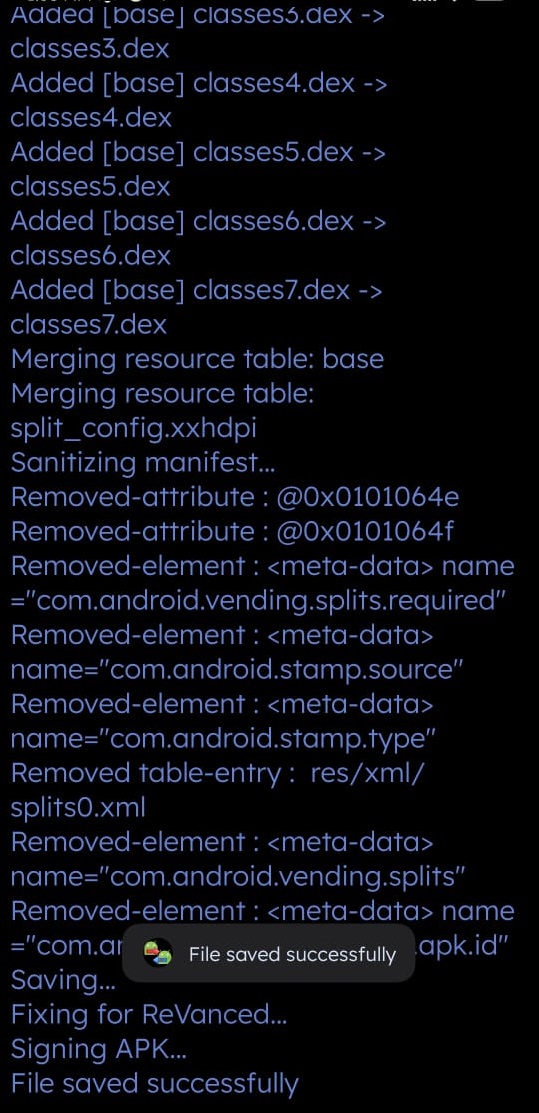 Added [base] classes3.dex ->
classes3.dex
Added [base] classes4.dex ->
classes4.dex
Added [base] classes5.dex ->
classes5.dex
Added [base] classes6.dex ->
classes6.dex
Added [base] classes7.dex ->
classes7.dex
Merging resource table: base
Merging resource table:
split_config.xxhdpi
Sanitizing manifest...
Removed-attribute : @0x0101064e
Removed-attribute : @0x0101064f
Removed-element : <meta-data> name
="com.android.vending.splits.required"
Removed-element : <meta-data>
name="com.android.stamp.source"
Removed-element : <meta-data>
name="com.android.stamp.type"
Removed table-entry :  res/xml/
splits0.xml
Removed-element : <meta-data>
name="com.android.vending.splits"
Removed-element : <meta-data> name
="com.an .apk.id"
File saved successfully
Saving...
Fixing for ReVanced...
Signing APK...
File saved successfully